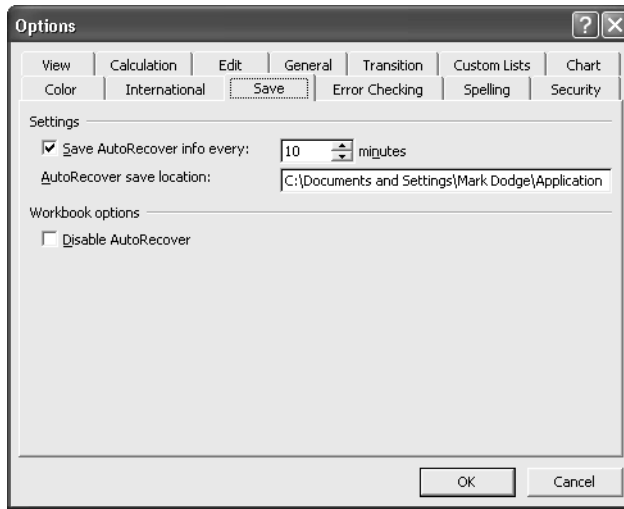 Options
View Calculation Edit General Transition Custom Lists Chart
Color International Save Error Checking Spelling Security
Settings
Save AutoRecover info every: 10 minutes
AutoRecover save location: C:\Documents and Settings\Mark Dodge\Application
Workbook options
Disable AutoRecover
OK Cancel